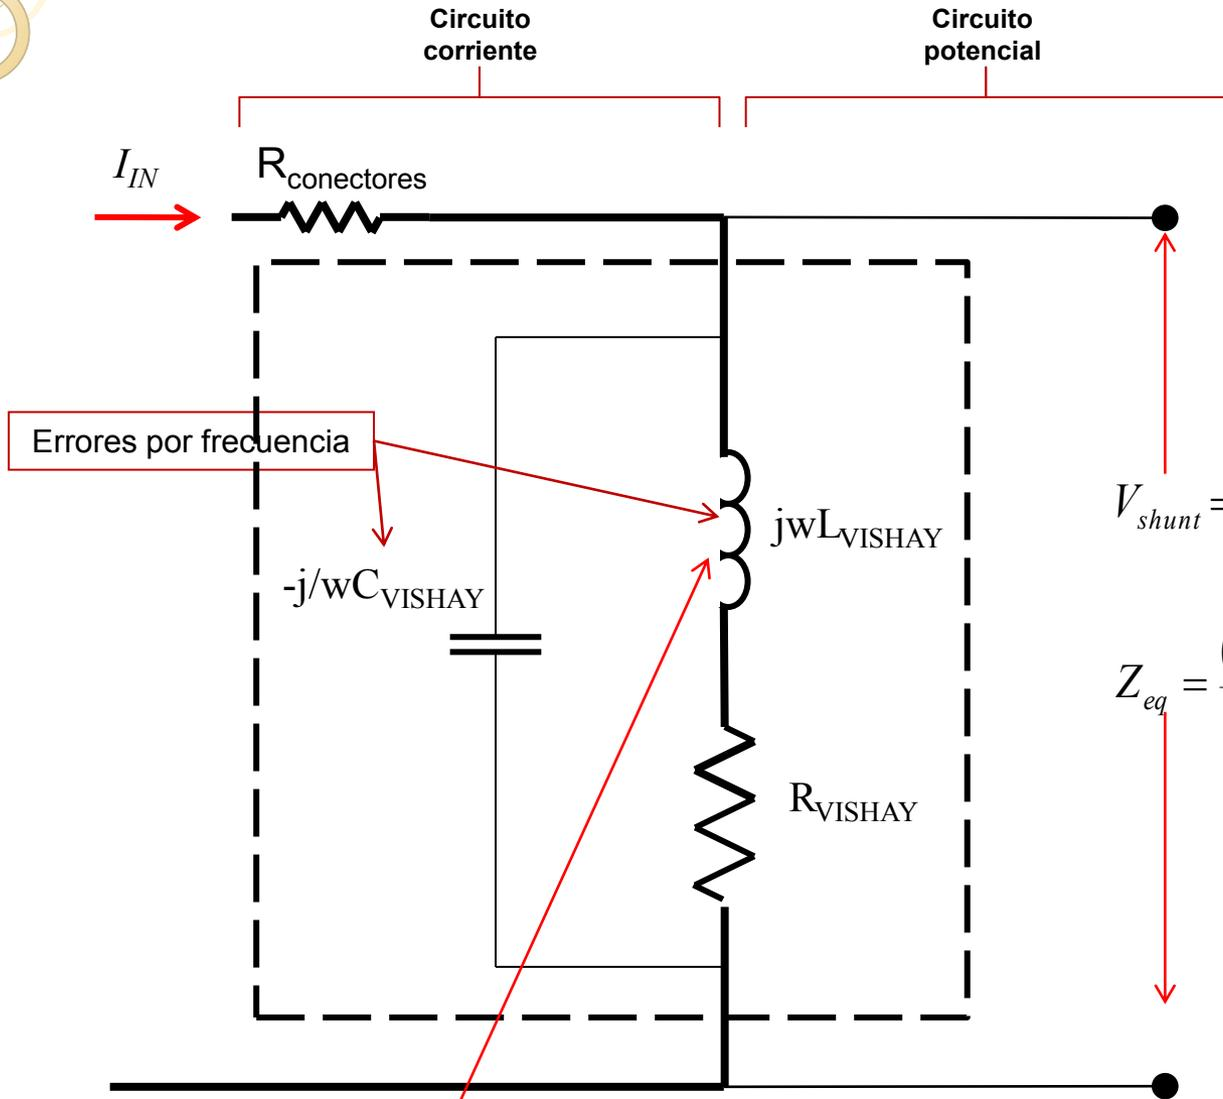 Circuito
corriente
Circuito
potencial
I_IN
R_conectores
Errores por frecuencia
jwL_VISHAY
V_shunt =
-j/wC_VISHAY
Z_eq =
R_VISHAY